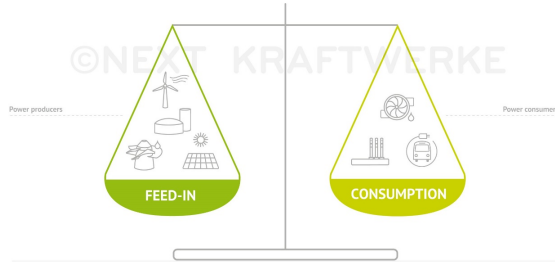 ©NEXT KRAFTWERKE
Power producers
Power consumer
FEED-IN
CONSUMPTION